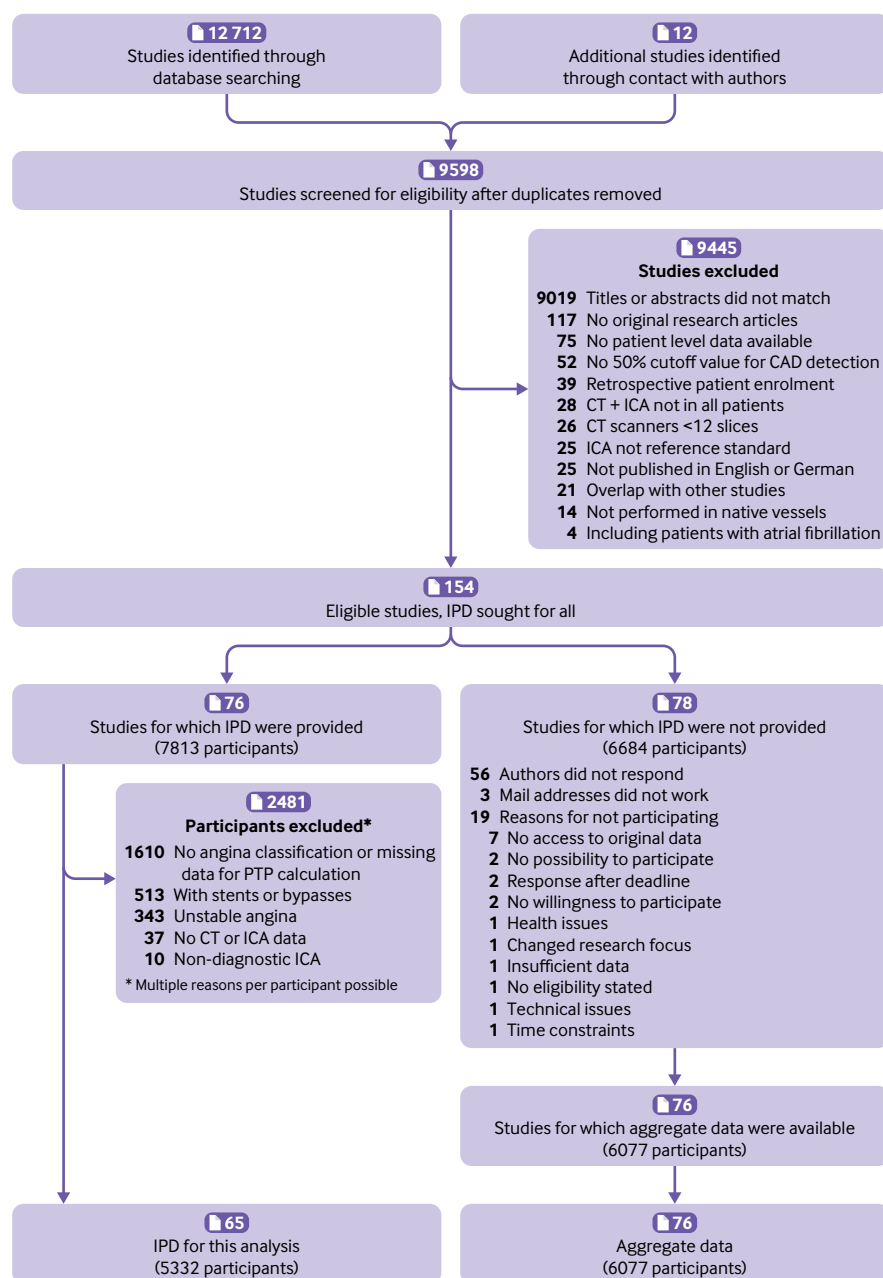 12 712
Studies identified through
database searching
12
Additional studies identified
through contact with authors
9598
Studies screened for eligibility after duplicates removed
9445
Studies excluded
9019 Titles or abstracts did not match
117 No original research articles
75 No patient level data available
52 No 50% cutoff value for CAD detection
39 Retrospective patient enrolment
28 CT + ICA not in all patients
26 CT scanners <12 slices
25 ICA not reference standard
25 Not published in English or German
21 Overlap with other studies
14 Not performed in native vessels
4 Including patients with atrial fibrillation
154
Eligible studies, IPD sought for all
76
Studies for which IPD were provided
(7813 participants)
2481
Participants excluded*
1610 No angina classification or missing
data for PTP calculation
513 With stents or bypasses
343 Unstable angina
37 No CT or ICA data
10 Non-diagnostic ICA
* Multiple reasons per participant possible
78
Studies for which IPD were not provided
(6684 participants)
56 Authors did not respond
3 Mail addresses did not work
19 Reasons for not participating
7 No access to original data
2 No possibility to participate
2 Response after deadline
2 No willingness to participate
1 Health issues
1 Changed research focus
1 Insufficient data
1 No eligibility stated
1 Technical issues
1 Time constraints
76
Studies for which aggregate data were available
(6077 participants)
65
IPD for this analysis
(5332 participants)
76
Aggregate data
(6077 participants)